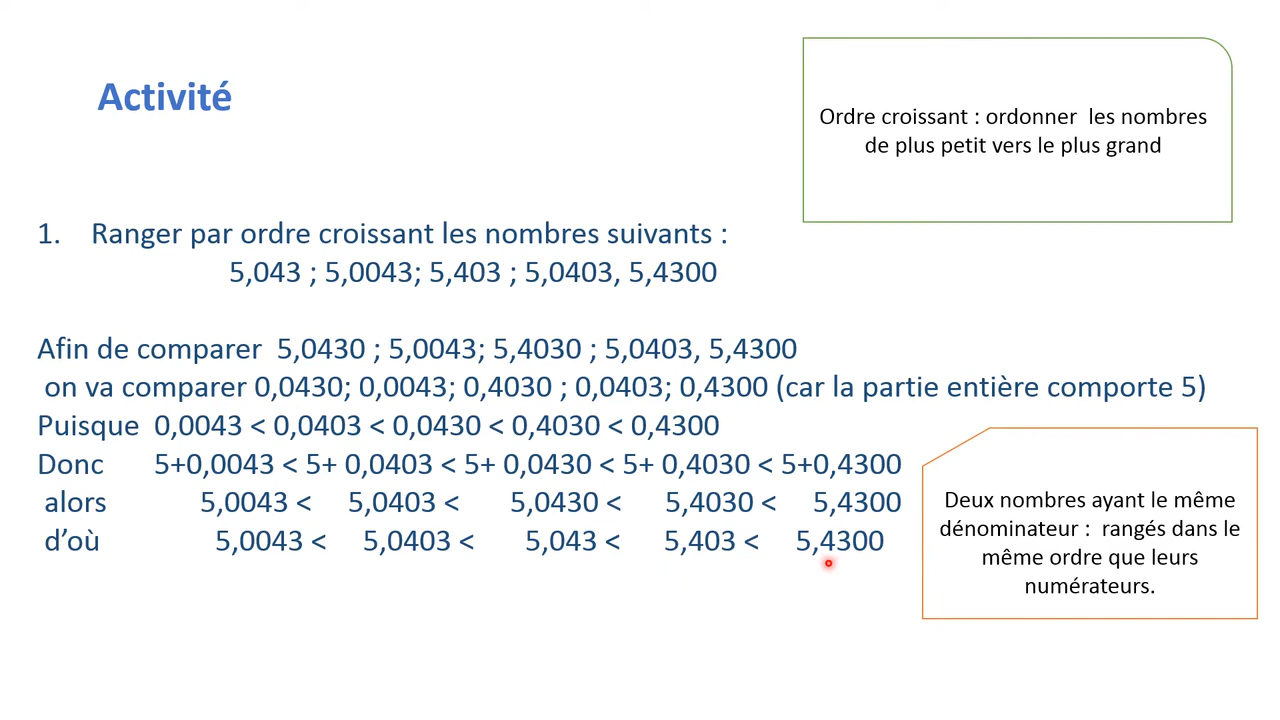 Activité
Ordre croissant : ordonner les nombres
de plus petit vers le plus grand
1. Ranger par ordre croissant les nombres suivants :
5,043 ; 5,0043; 5,403 ; 5,0403, 5,4300
Afin de comparer 5,0430 ; 5,0043; 5,4030 ; 5,0403, 5,4300
on va comparer 0,0430; 0,0043; 0,4030 ; 0,0403; 0,4300 (car la partie entière comporte 5)
Puisque 0,0043 < 0,0403 < 0,0430 < 0,4030 < 0,4300
Donc 5+0,0043 < 5+ 0,0403 < 5+ 0,0430 < 5+ 0,4030 < 5+0,4300
alors 5,0043 < 5,0403 < 5,0430 < 5,4030 < 5,4300
d’où 5,0043 < 5,0403 < 5,043 < 5,403 < 5,4300
Deux nombres ayant le même
dénominateur : rangés dans le
même ordre que leurs
numérateurs.